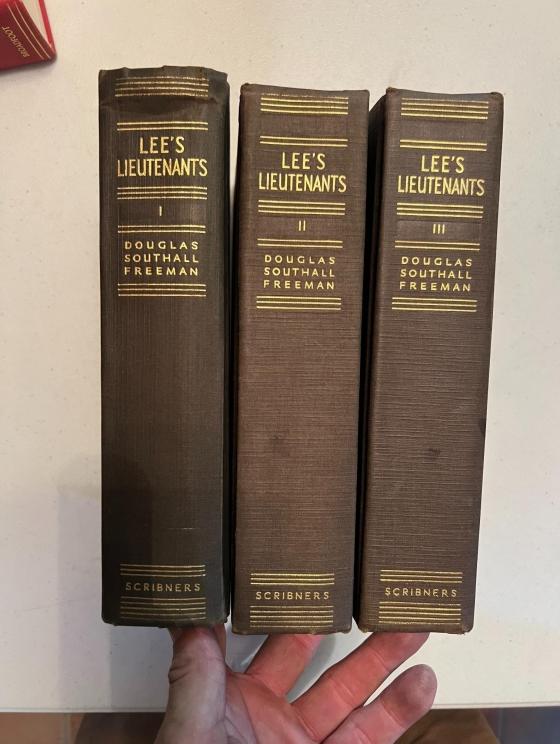 LEE'S
LIEUTENANTS
I
DOUGLAS
SOUTHALL
FREEMAN
SCRIBNERS
LEE'S
LIEUTENANTS
II
DOUGLAS
SOUTHALL
FREEMAN
SCRIBNERS
LEE'S
LIEUTENANTS
III
DOUGLAS
SOUTHALL
FREEMAN
SCRIBNERS